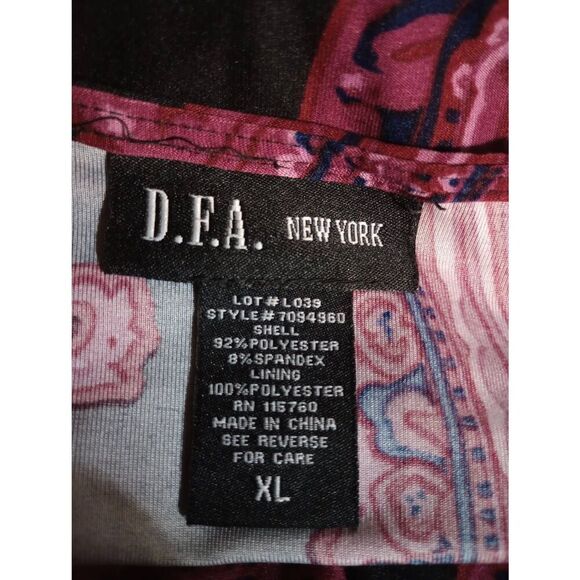 D.F.A. NEW YORK
LOT # L039
STYLE# 7094960
SHELL
92%POLYESTER
8%SPANDEX
LINING
100%POLYESTER
RN 115760
MADE IN CHINA
SEE REVERSE
FOR CARE
XL